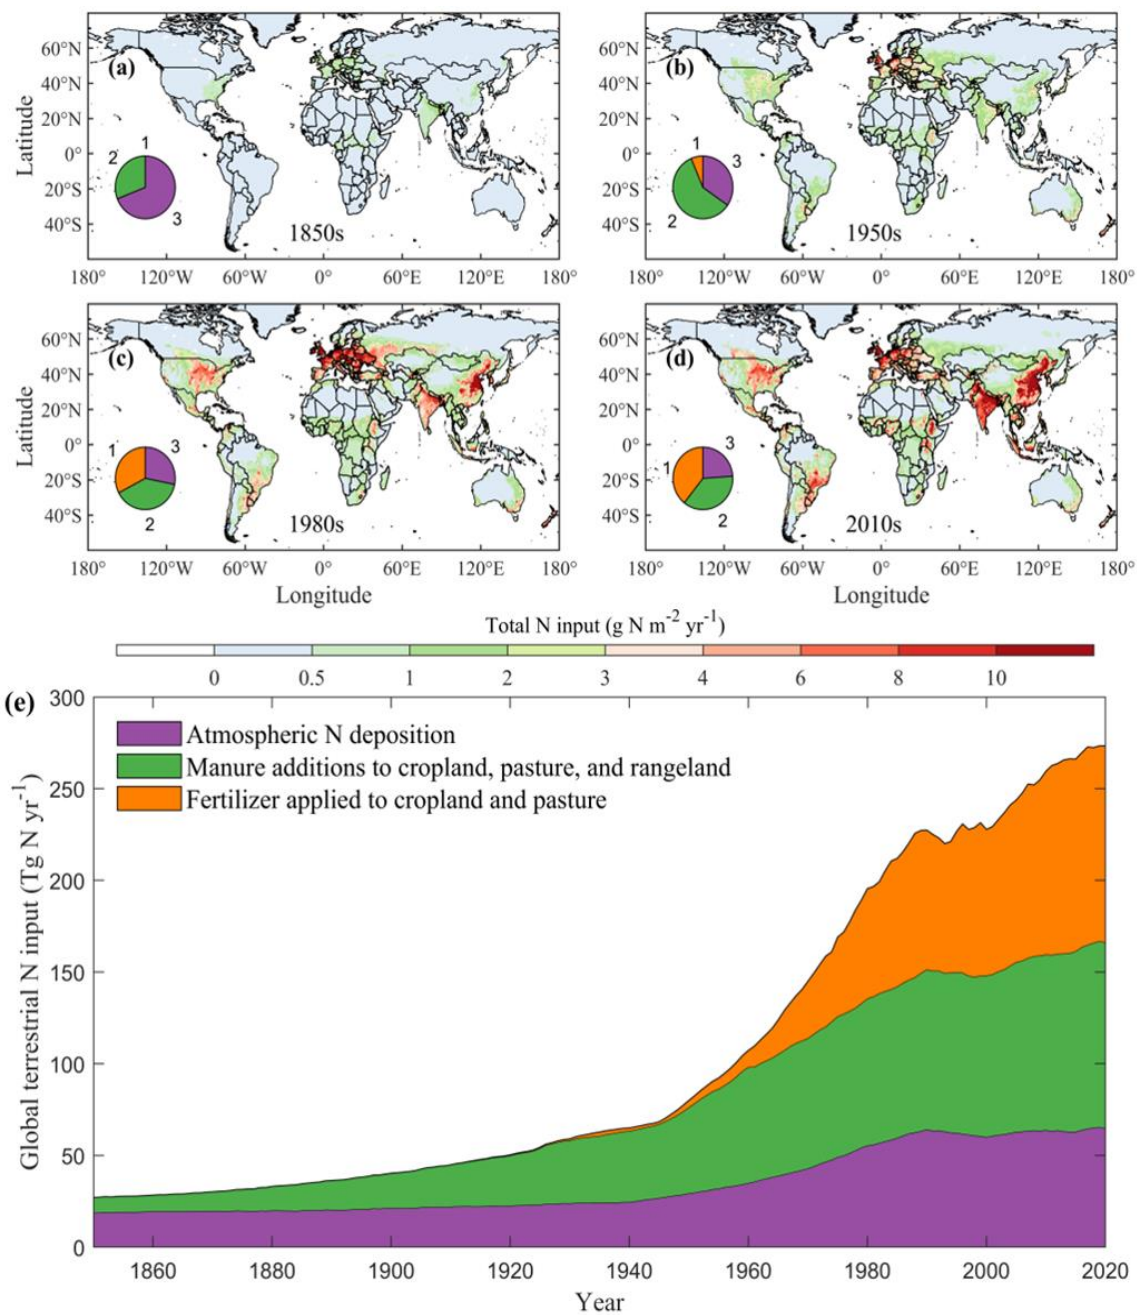 60°N
40°N
20°N
0°
20°S
40°S
Latitude
(a)
1
2
3
1850s
180° 120°W 60°W 0° 60°E 120°E 180°
60°N
40°N
20°N
0°
20°S
40°S
(b)
1
3
2
1950s
180° 120°W 60°W 0° 60°E 120°E 180°
60°N
40°N
20°N
0°
20°S
40°S
Latitude
(c)
1
3
2
1980s
180° 120°W 60°W 0° 60°E 120°E 180°
Longitude
60°N
40°N
20°N
0°
20°S
40°S
(d)
3
1
2
2010s
180° 120°W 60°W 0° 60°E 120°E 180°
Longitude
Total N input (g N m-2 yr-1)
0 0.5 1 2 3 4 6 8 10
(e)
300
250
200
150
100
50
0
Global terrestrial N input (Tg N yr-1)
Atmospheric N deposition
Manure additions to cropland, pasture, and rangeland
Fertilizer applied to cropland and pasture
1860 1880 1900 1920 1940 1960 1980 2000 2020
Year